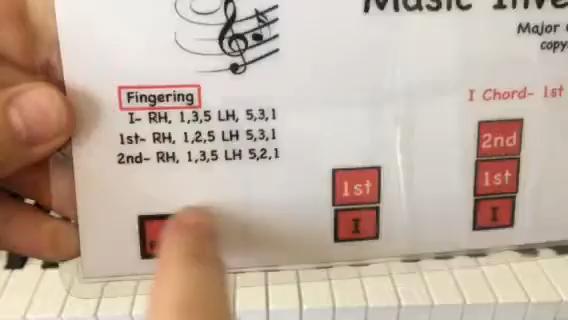 Music
Major
copy
Fingering
I- RH, 1,3,5 LH, 5,3,1
1st- RH, 1,2,5 LH 5,3,1
2nd- RH, 1,3,5 LH 5,2,1
I Chord- 1st
2nd
1st
1st
I
I